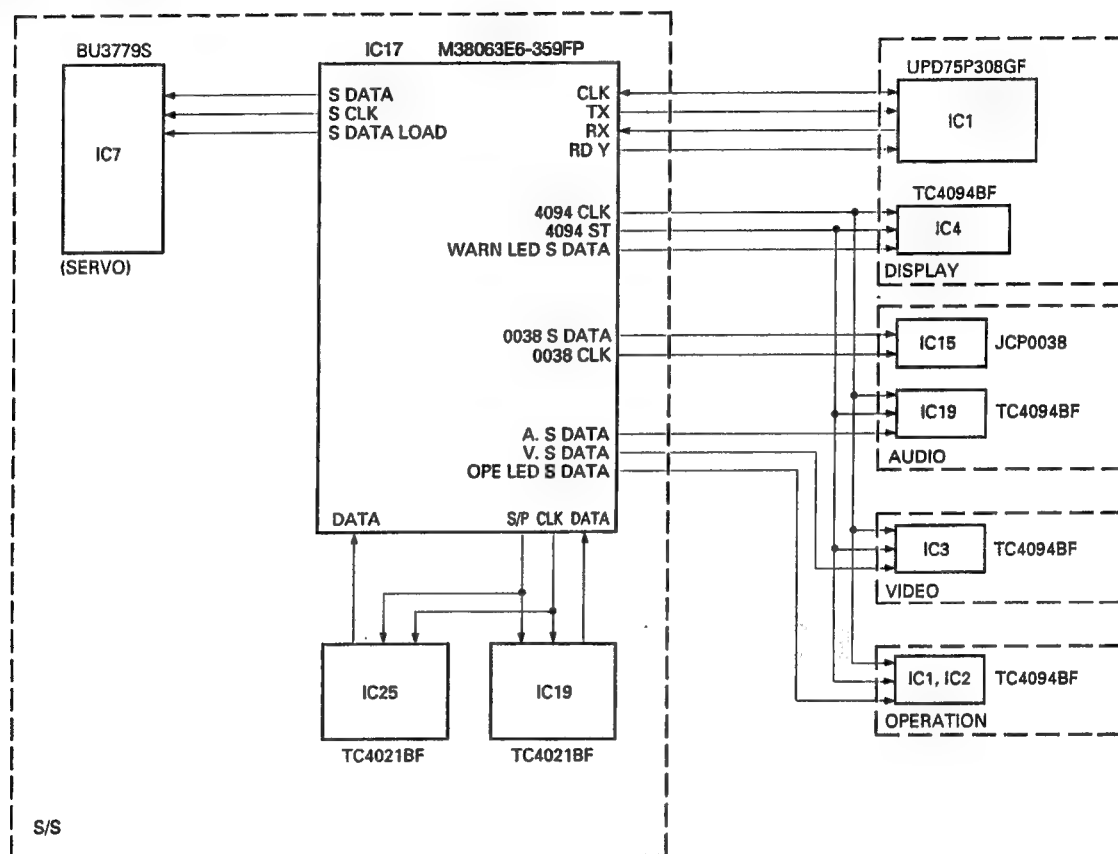 BU3779S
IC7
(SERVO)
IC17 M38063E6-359FP
S DATA
S CLK
S DATA LOAD
CLK
TX
RX
RD Y
4094 CLK
4094 ST
WARN LED S DATA
0038 S DATA
0038 CLK
A. S DATA
V. S DATA
OPE LED S DATA
DATA
S/P CLK DATA
IC25
TC4021BF
IC19
TC4021BF
S/S
UPD75P308GF
IC1
TC4094BF
IC4
DISPLAY
IC15 JCP0038
IC19 TC4094BF
AUDIO
IC3 TC4094BF
VIDEO
IC1, IC2 TC4094BF
OPERATION